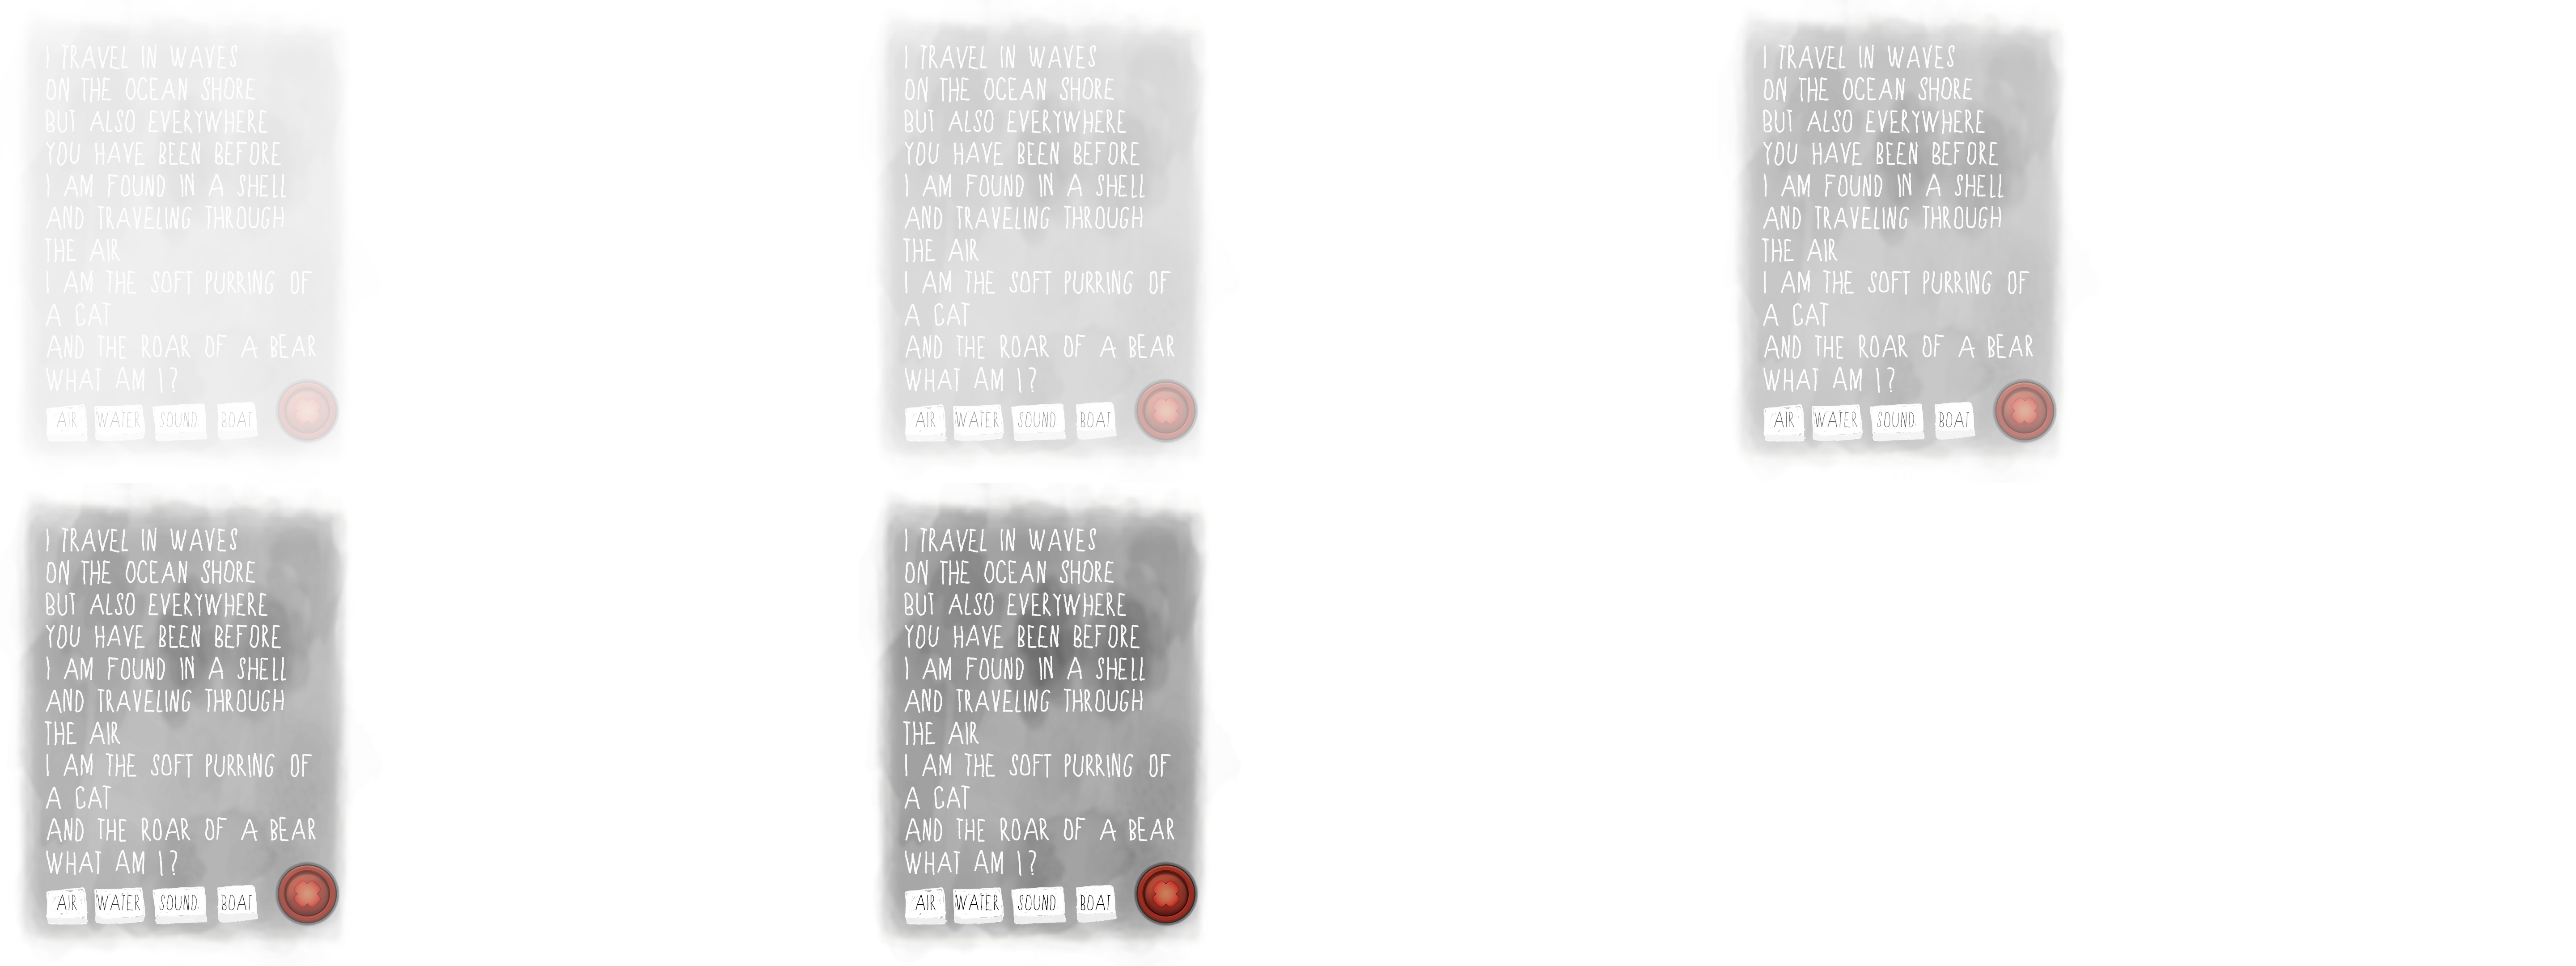 I TRAVEL IN WAVES
ON THE OCEAN SHORE
BUT ALSO EVERYWHERE
YOU HAVE BEEN BEFORE
I AM FOUND IN A SHELL
AND TRAVELING THROUGH
THE AIR
I AM THE SOFT PURRING OF
A CAT
AND THE ROAR OF A BEAR
WHAT AM I?
AIR WATER SOUND BOAT
I TRAVEL IN WAVES
ON THE OCEAN SHORE
BUT ALSO EVERYWHERE
YOU HAVE BEEN BEFORE
I AM FOUND IN A SHELL
AND TRAVELING THROUGH
THE AIR
I AM THE SOFT PURRING OF
A CAT
AND THE ROAR OF A BEAR
WHAT AM I?
AIR WATER SOUND BOAT
I TRAVEL IN WAVES
ON THE OCEAN SHORE
BUT ALSO EVERYWHERE
YOU HAVE BEEN BEFORE
I AM FOUND IN A SHELL
AND TRAVELING THROUGH
THE AIR
I AM THE SOFT PURRING OF
A CAT
AND THE ROAR OF A BEAR
WHAT AM I?
AIR WATER SOUND BOAT
I TRAVEL IN WAVES
ON THE OCEAN SHORE
BUT ALSO EVERYWHERE
YOU HAVE BEEN BEFORE
I AM FOUND IN A SHELL
AND TRAVELING THROUGH
THE AIR
I AM THE SOFT PURRING OF
A CAT
AND THE ROAR OF A BEAR
WHAT AM I?
AIR WATER SOUND BOAT
I TRAVEL IN WAVES
ON THE OCEAN SHORE
BUT ALSO EVERYWHERE
YOU HAVE BEEN BEFORE
I AM FOUND IN A SHELL
AND TRAVELING THROUGH
THE AIR
I AM THE SOFT PURRING OF
A CAT
AND THE ROAR OF A BEAR
WHAT AM I?
AIR WATER SOUND BOAT